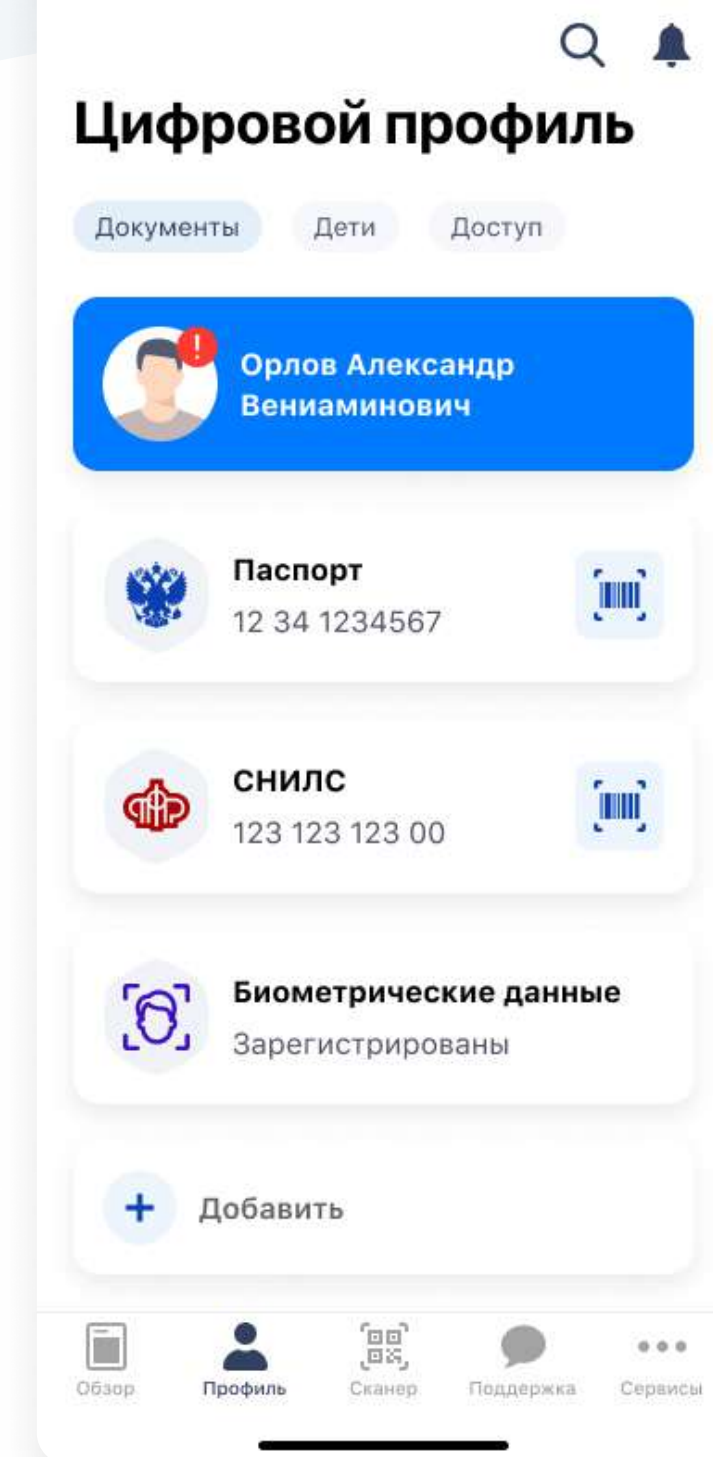 Цифровой профиль
Документы
Дети
Доступ
!
Орлов Александр
Вениаминович
Паспорт
12 34 1234567
СНИЛС
123 123 123 00
Биометрические данные
Зарегистрированы
Добавить
Обзор
Профиль
Сканер
Поддержка
Сервисы